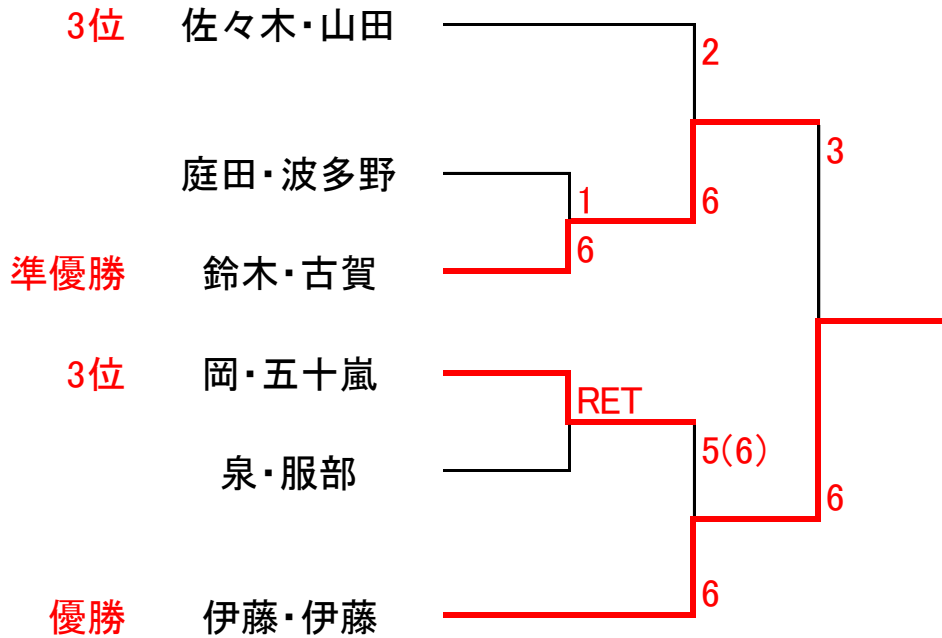 3位 佐々木・山田
2
3
庭田・波多野
1
6
6
準優勝 鈴木・古賀
3位 岡・五十嵐
RET
5(6)
泉・服部
6
6
優勝 伊藤・伊藤